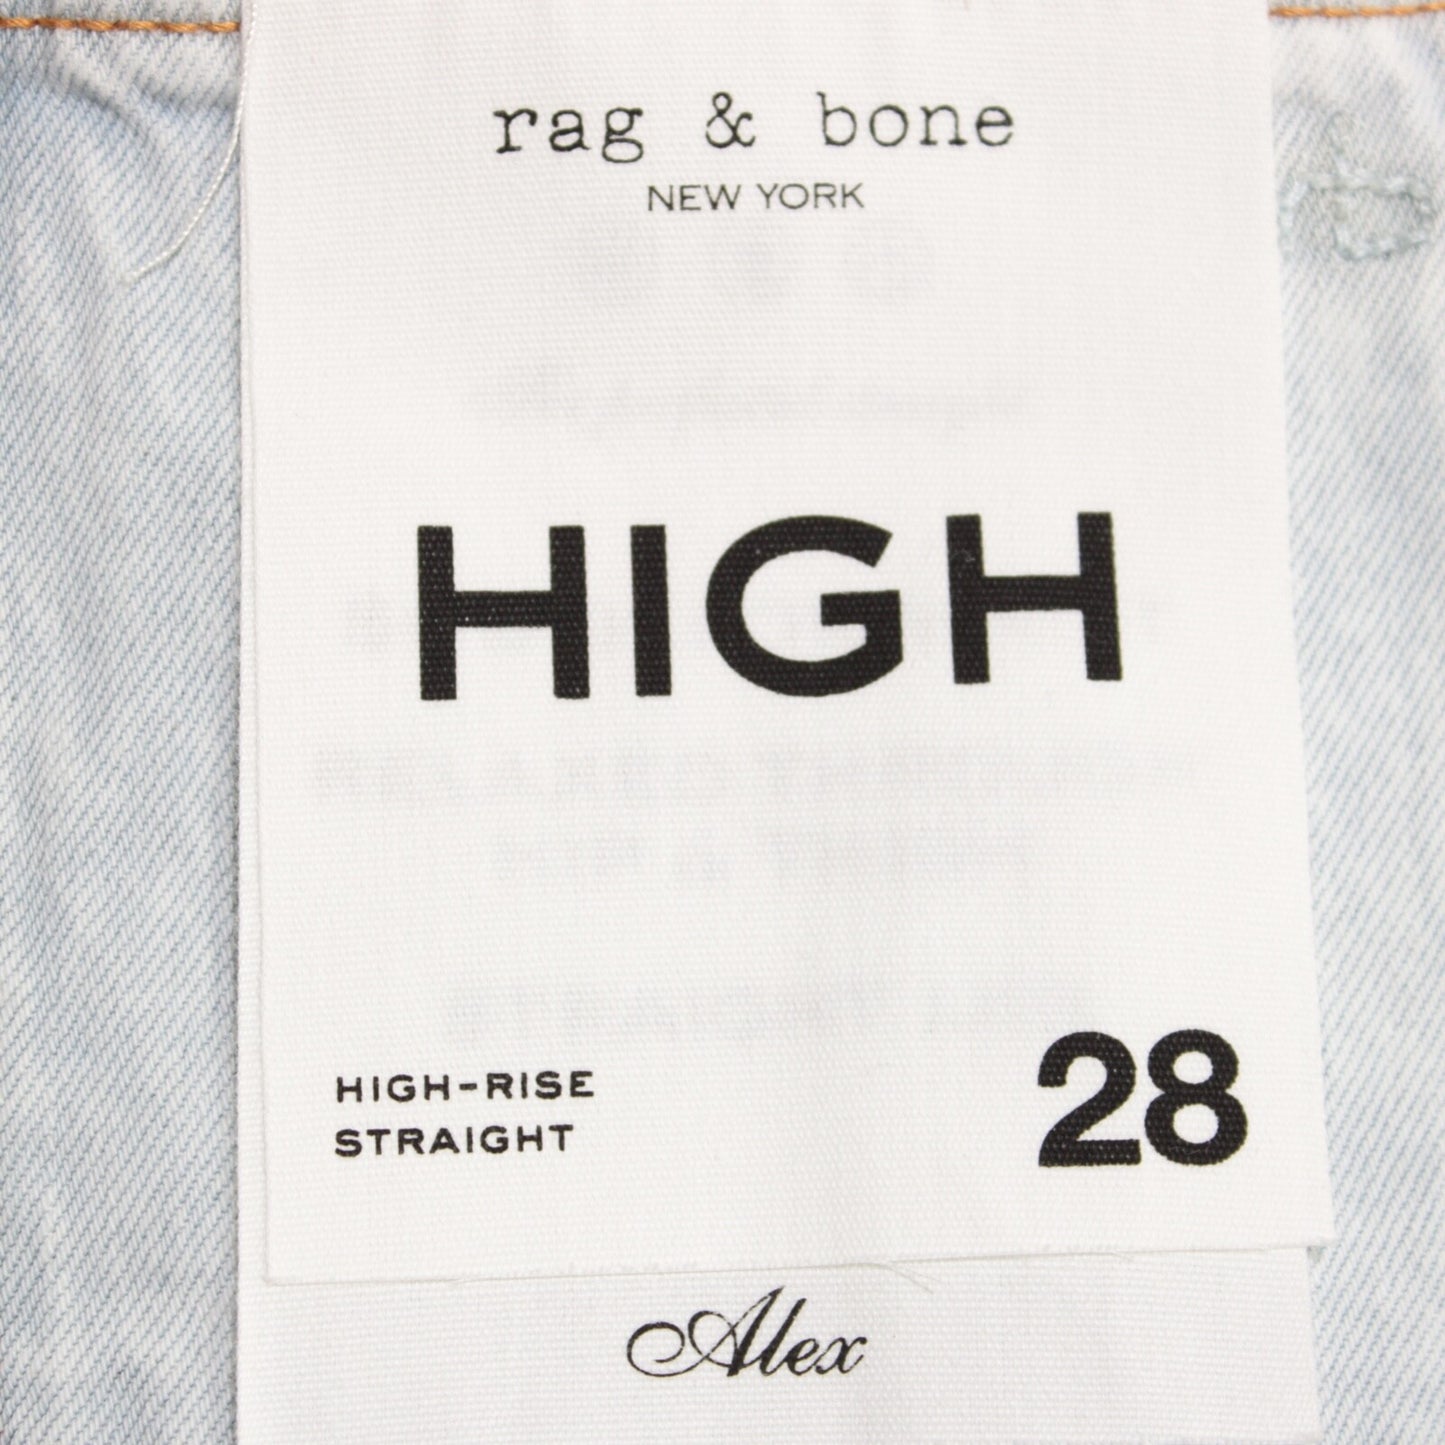 rag & bone
NEW YORK
HIGH
HIGH-RISE
STRAIGHT
28
Alex